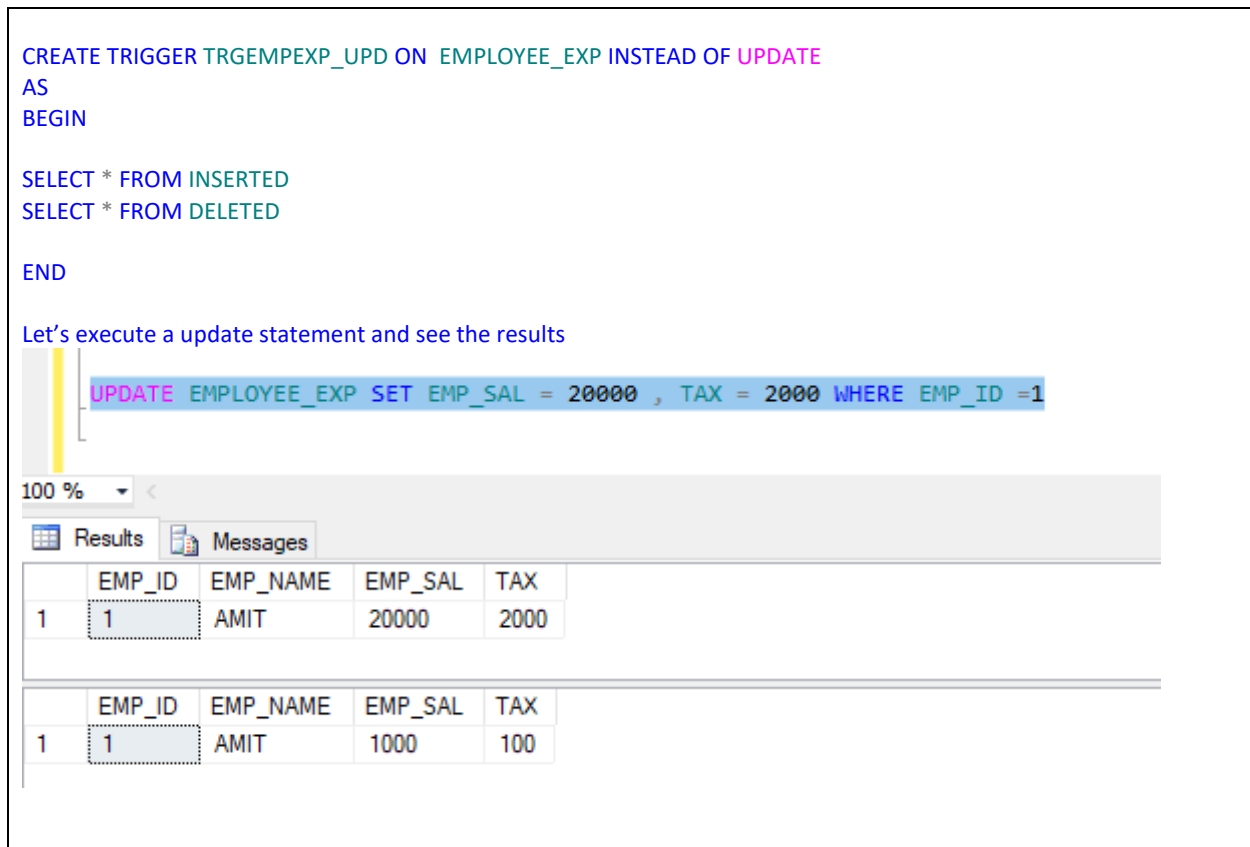 CREATE TRIGGER TRGEMPEXP_UPD ON  EMPLOYEE_EXP INSTEAD OF UPDATE
AS
BEGIN
SELECT * FROM INSERTED
SELECT * FROM DELETED
END
Let’s execute a update statement and see the results
UPDATE EMPLOYEE_EXP SET EMP_SAL = 20000 , TAX = 2000 WHERE EMP_ID =1
100 %
Results Messages
EMP_ID EMP_NAME EMP_SAL TAX
1 1 AMIT 20000 2000
EMP_ID EMP_NAME EMP_SAL TAX
1 1 AMIT 1000 100